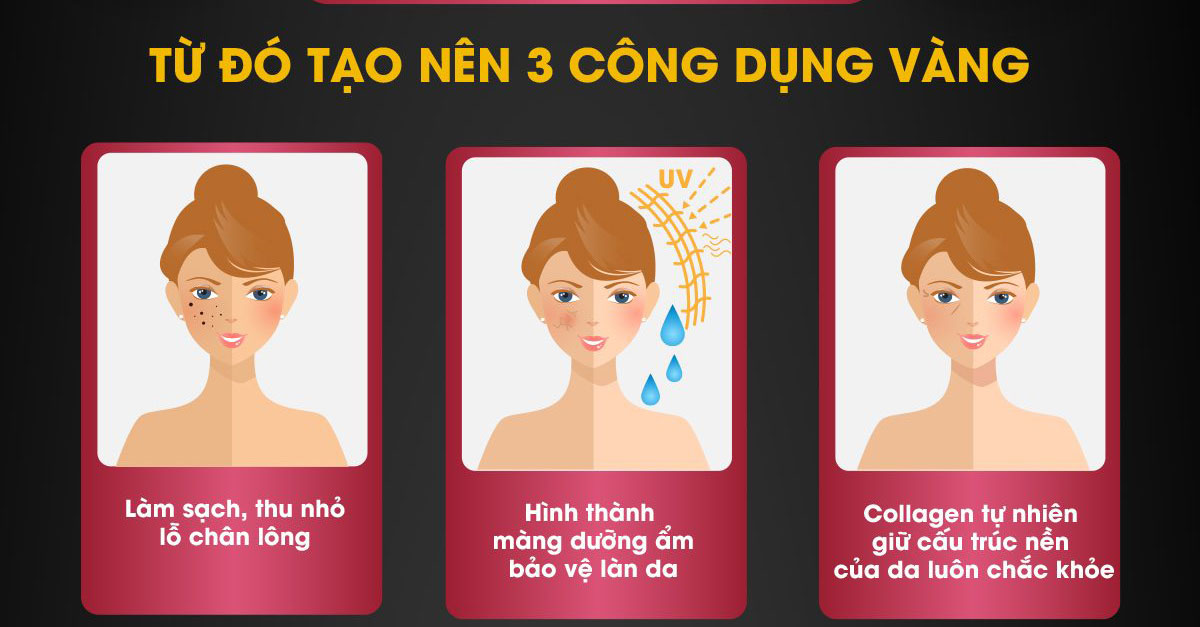 TỪ ĐÓ TẠO NÊN 3 CÔNG DỤNG VÀNG
Làm sạch, thu nhỏ
lỗ chân lông
UV
Hình thành
màng dưỡng ẩm
bảo vệ làn da
Collagen tự nhiên
giữ cấu trúc nền
của da luôn chắc khỏe